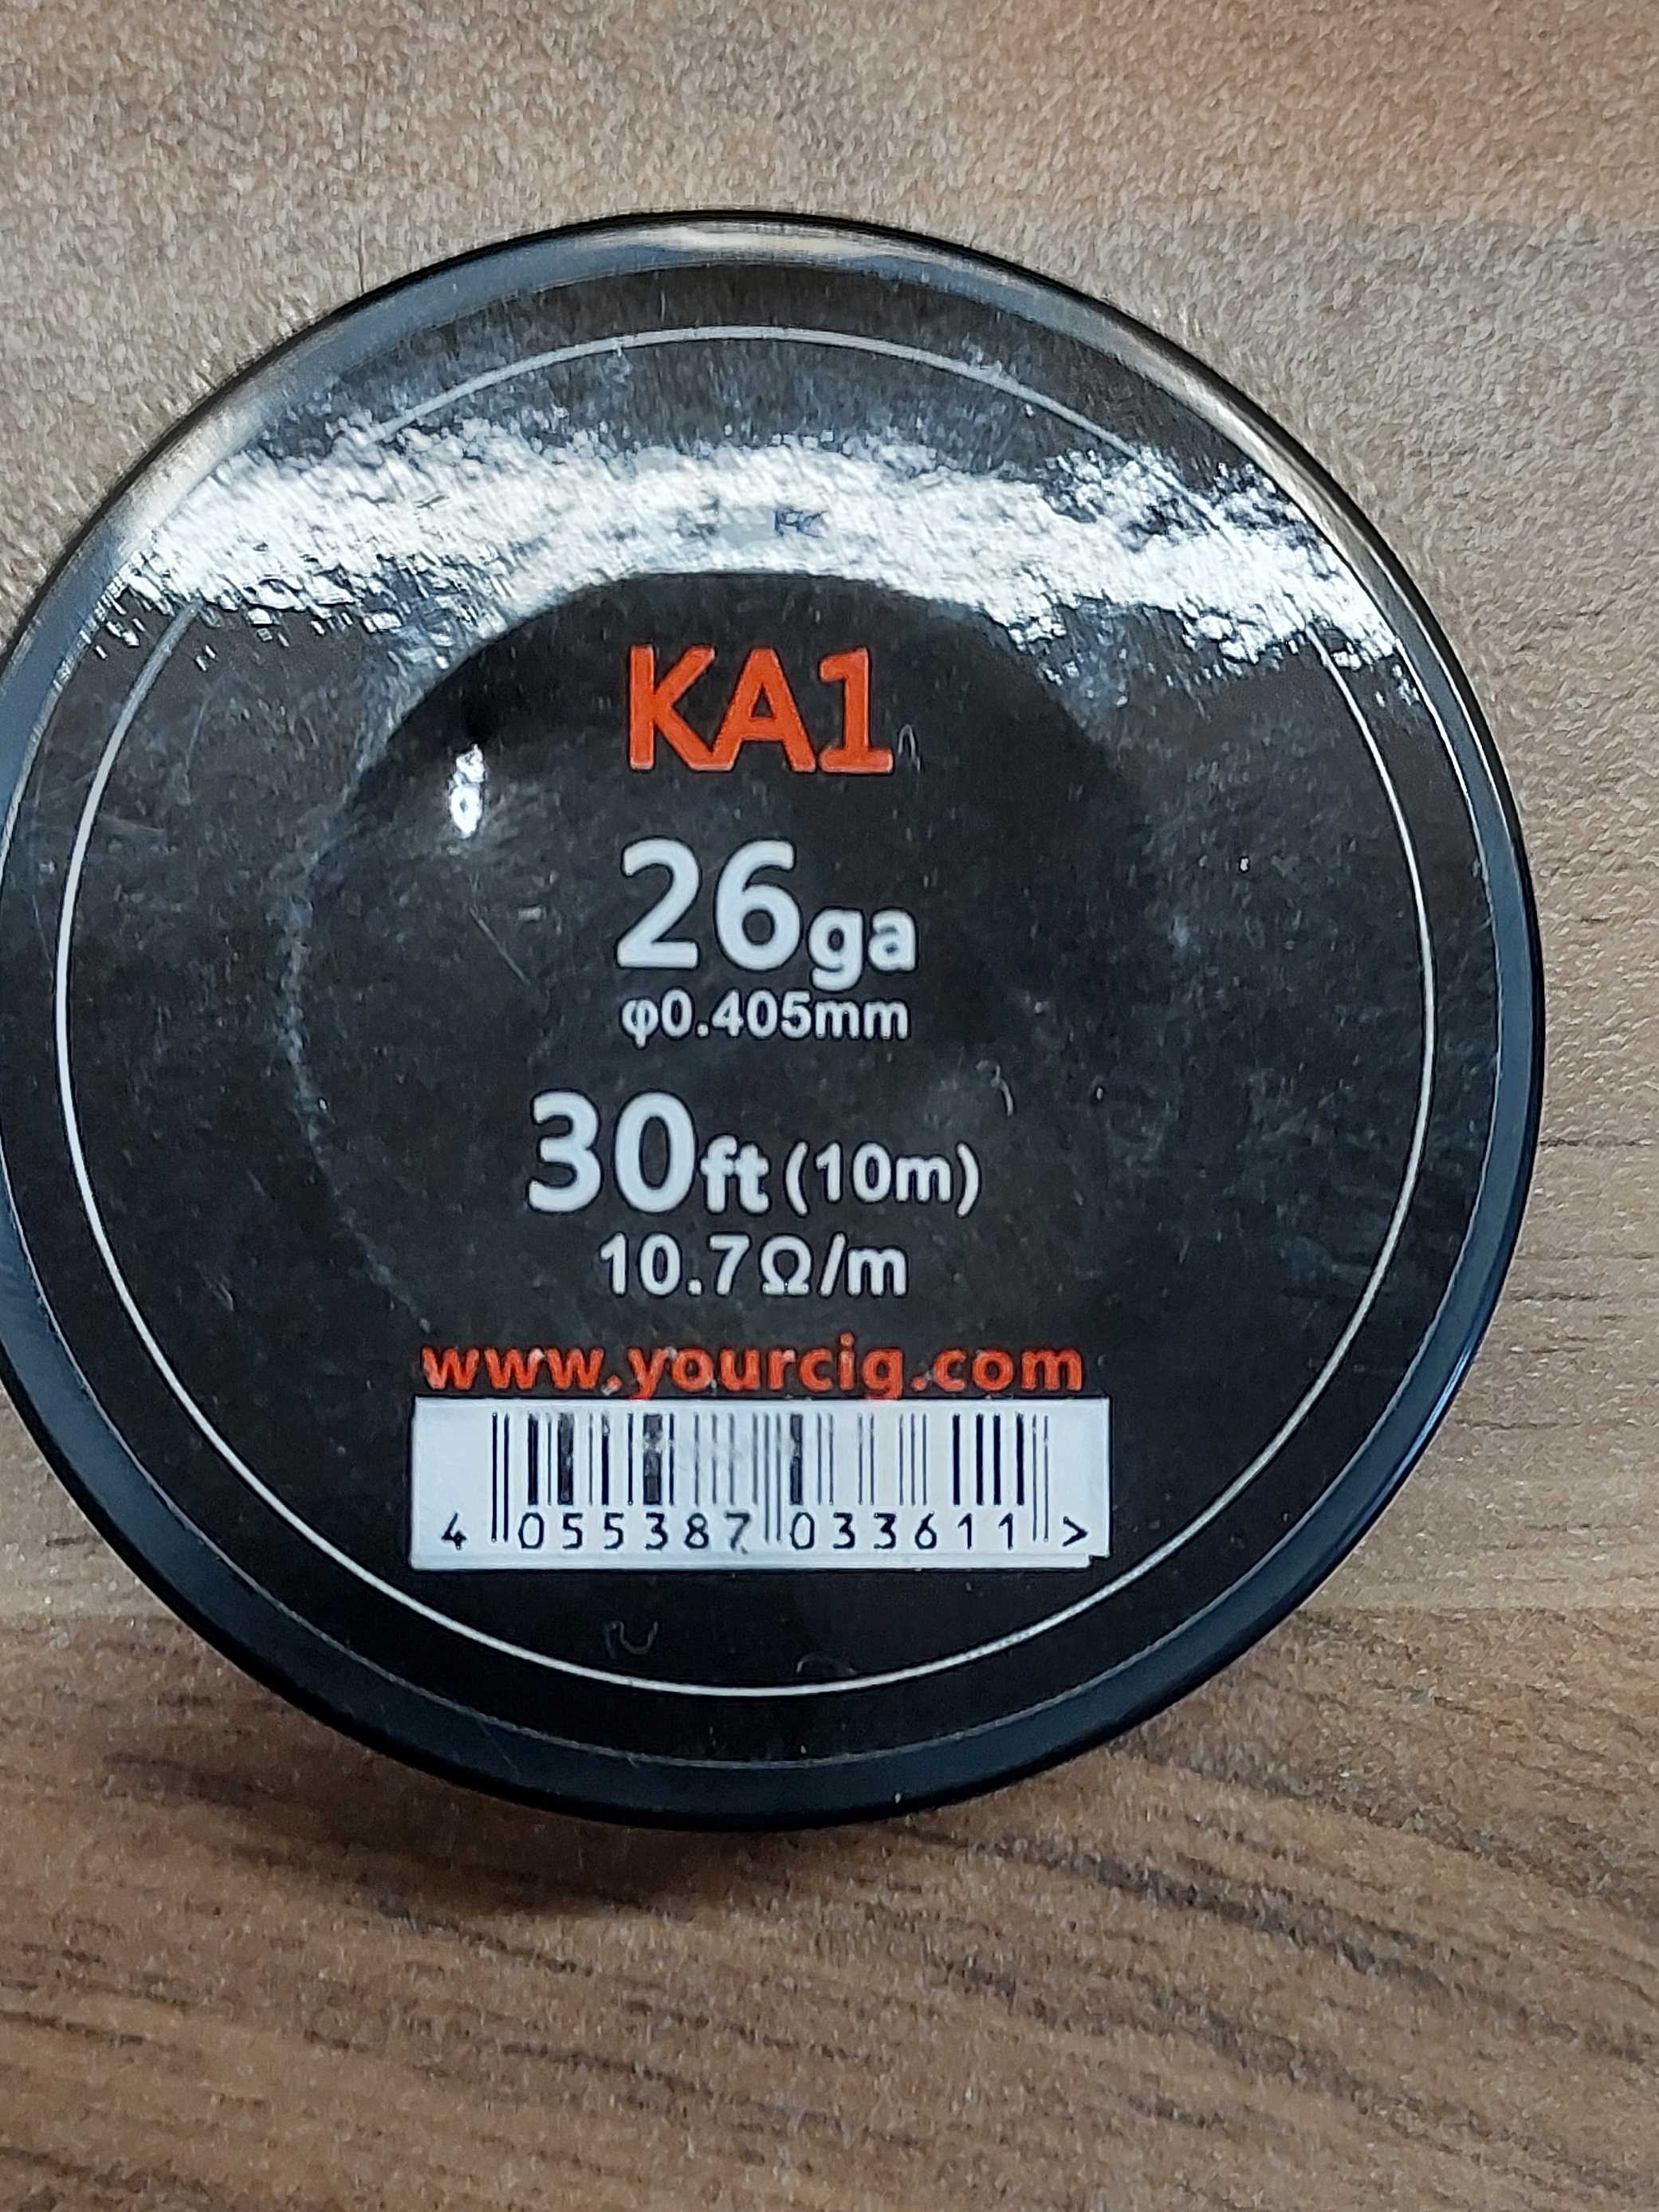 KA1
26ga
φ0.405mm
30ft (10m)
10.7Ω/m
www.yourcig.com
4 055387 033611 >